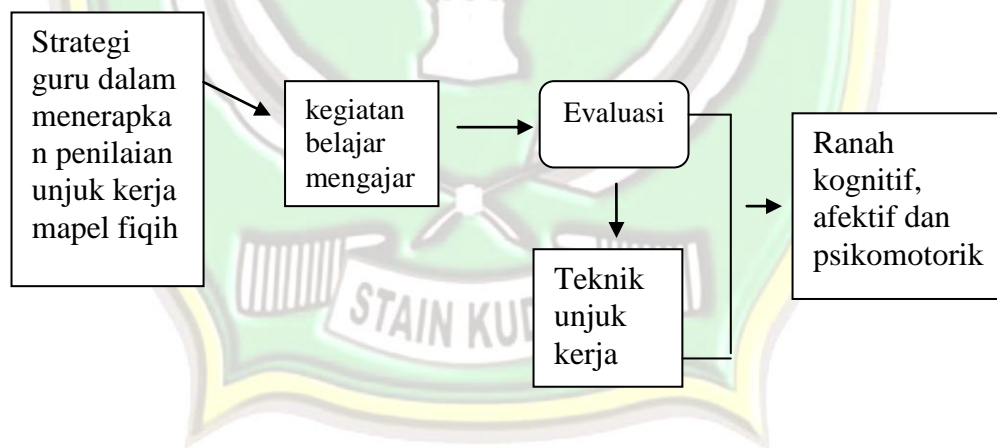 Strategi
guru dalam
menerapka
n penilaian
unjuk kerja
mapel fiqih
kegiatan
belajar
mengajar
Evaluasi
Teknik
unjuk
kerja
Ranah
kognitif,
afektif dan
psikomotorik
STAIN KUD